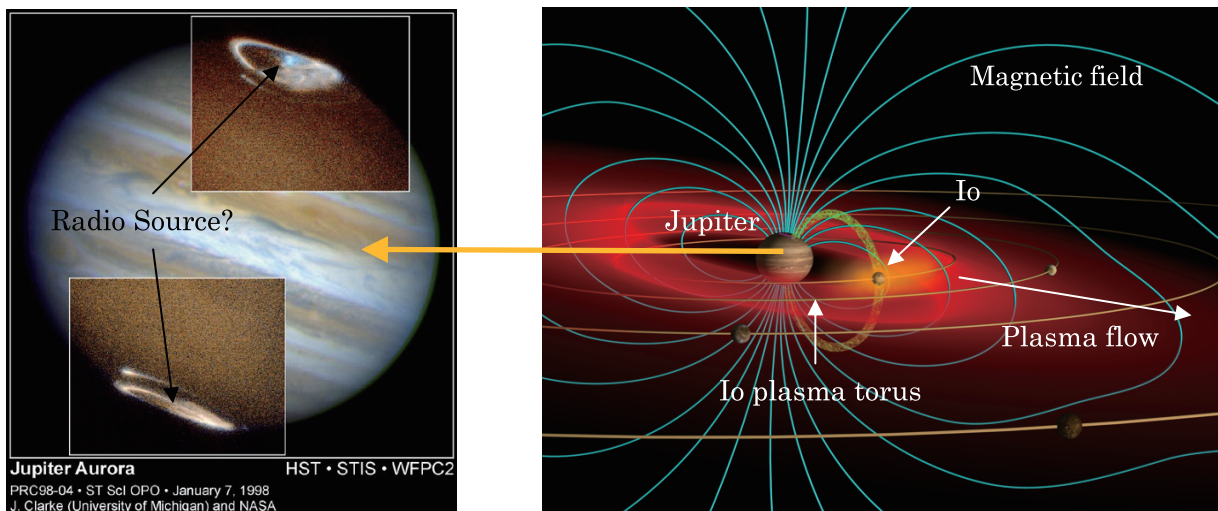 Radio Source?
Jupiter Aurora
HST • STIS • WFPC2
PRC98-04 • ST ScI OPO • January 7, 1998
J. Clarke (University of Michigan) and NASA
Magnetic field
Io
Jupiter
Plasma flow
Io plasma torus